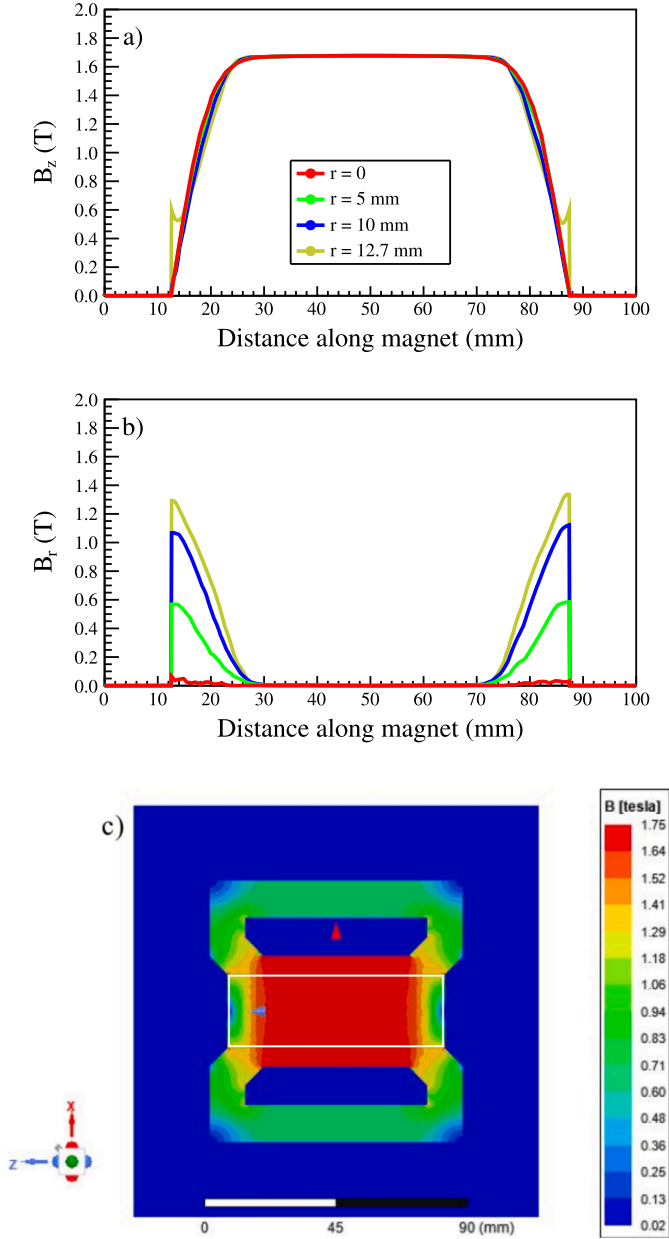 a)
2.0
1.8
1.6
1.4
1.2
1.0
0.8
0.6
0.4
0.2
0.0
B_z (T)
r = 0
r = 5 mm
r = 10 mm
r = 12.7 mm
0 10 20 30 40 50 60 70 80 90 100
Distance along magnet (mm)
b)
2.0
1.8
1.6
1.4
1.2
1.0
0.8
0.6
0.4
0.2
0.0
B_r (T)
0 10 20 30 40 50 60 70 80 90 100
Distance along magnet (mm)
c)
B [tesla]
1.75
1.64
1.52
1.41
1.29
1.18
1.06
0.94
0.83
0.71
0.60
0.48
0.36
0.25
0.13
0.02
X
Z
0 45 90 (mm)